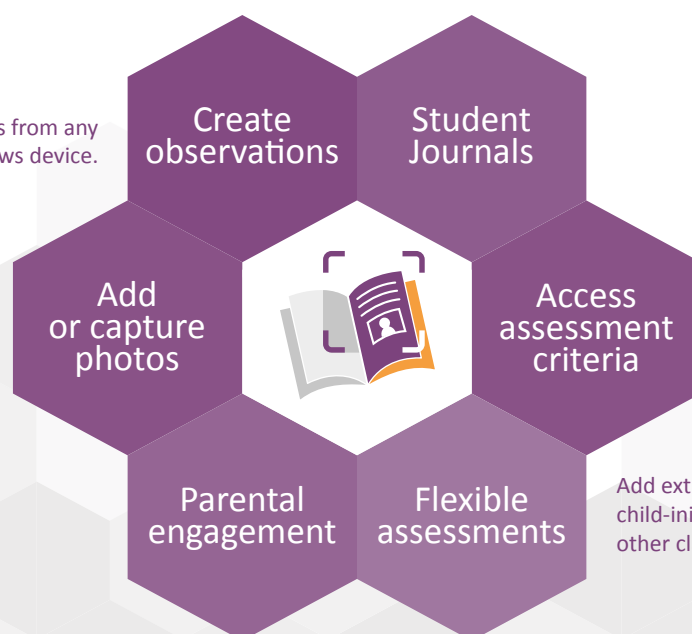 Create
observations
Student
Journals
s from any
ws device.
Add
or capture
photos
Access
assessment
criteria
Parental
engagement
Flexible
assessments
Add ext
child-ini
other cl